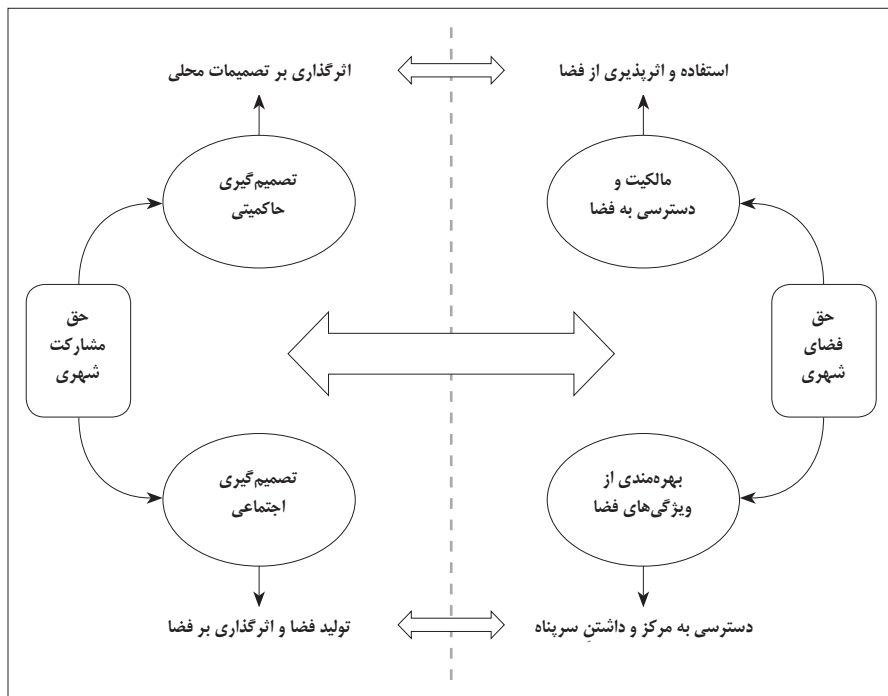 استفاده و اثرپذیری از فضا
اثرگذاری بر تصمیمات محلی
مالکیت و
دسترسی به فضا
تصمیم‌گیری
حاکمیتی
حق
فضای
شهری
حق
مشارکت
شهری
بهره‌مندی از
ویژگی‌های فضا
تصمیم‌گیری
اجتماعی
دسترسی به مرکز و داشتنِ سرپناه
تولید فضا و اثرگذاری بر فضا